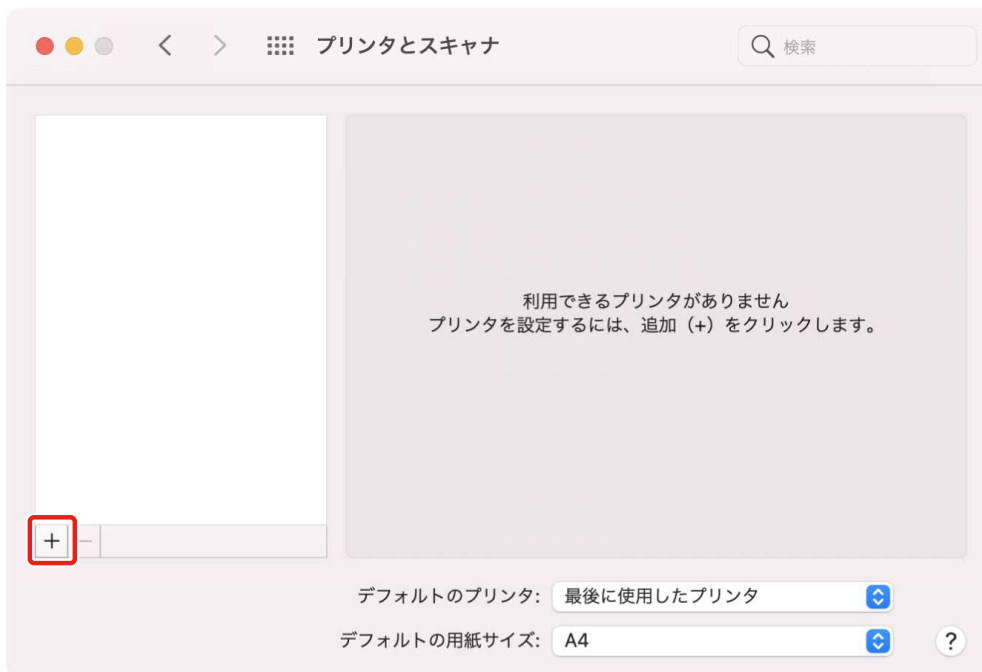 プリンタとスキャナ
検索
利用できるプリンタがありません
プリンタを設定するには、追加（+）をクリックします。
+
−
デフォルトのプリンタ: 最後に使用したプリンタ
デフォルトの用紙サイズ: A4
?